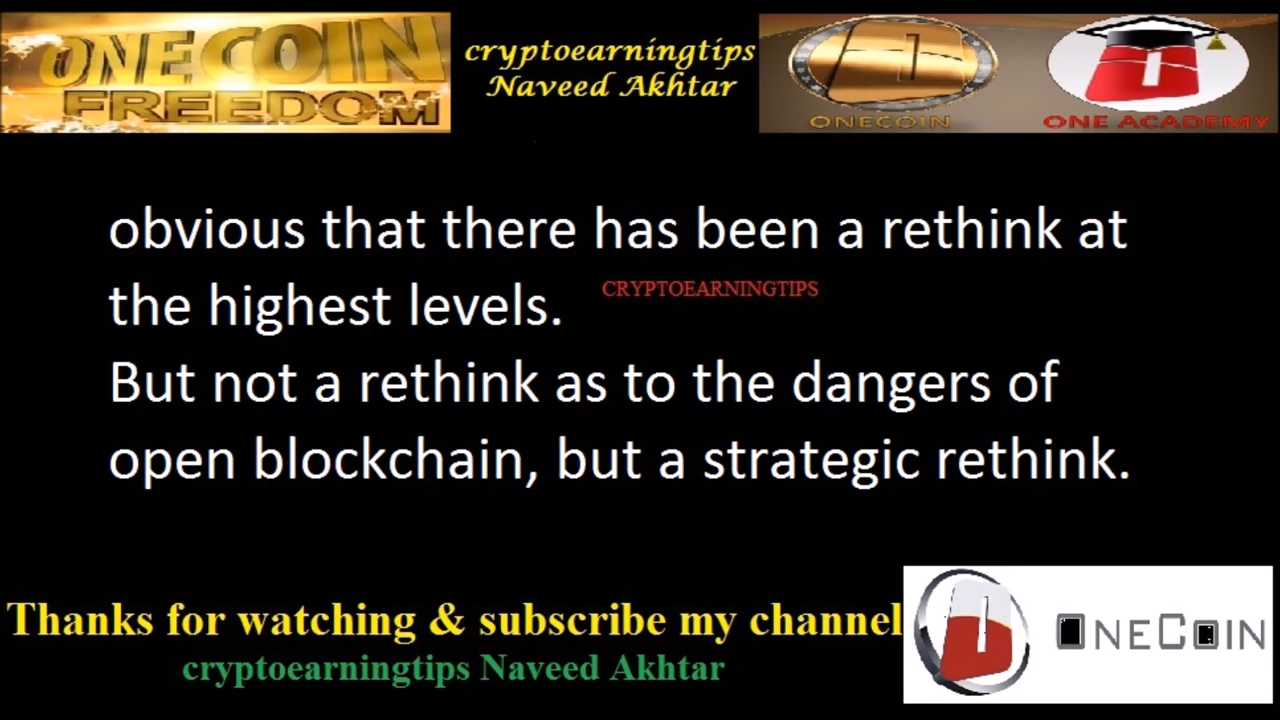 ONE COIN
FREEDOM
cryptoearningtips
Naveed Akhtar
ONECOIN
ONE ACADEMY
obvious that there has been a rethink at
the highest levels.
CRYPTOEARNINGTIPS
But not a rethink as to the dangers of
open blockchain, but a strategic rethink.
Thanks for watching & subscribe my channel
cryptoearningtips Naveed Akhtar
ONECOIN